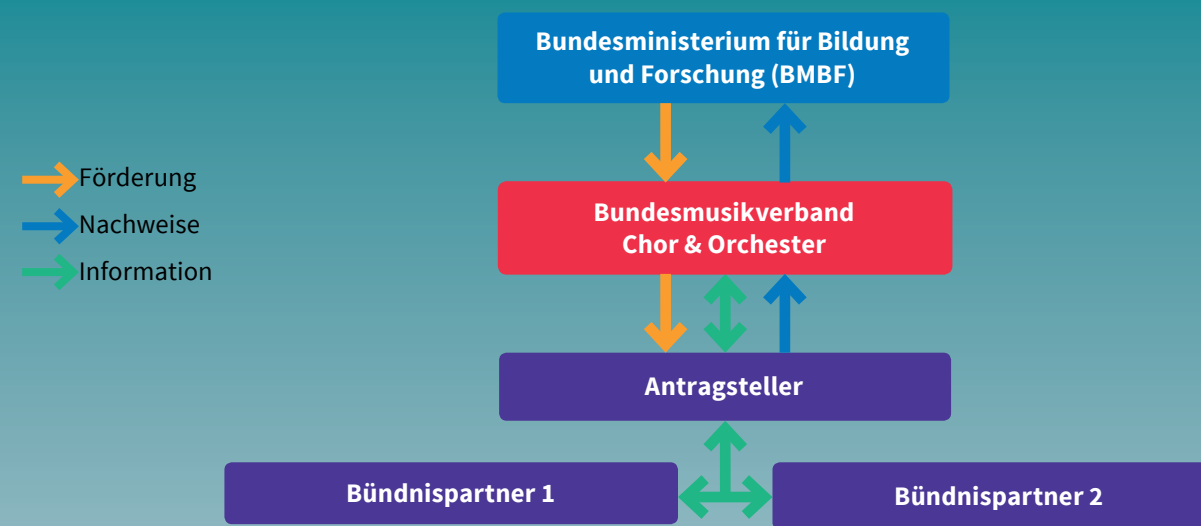 Bundesministerium für Bildung
und Forschung (BMBF)
Förderung
Nachweise
Information
Bundesmusikverband
Chor & Orchester
Antragsteller
Bündnispartner 1
Bündnispartner 2